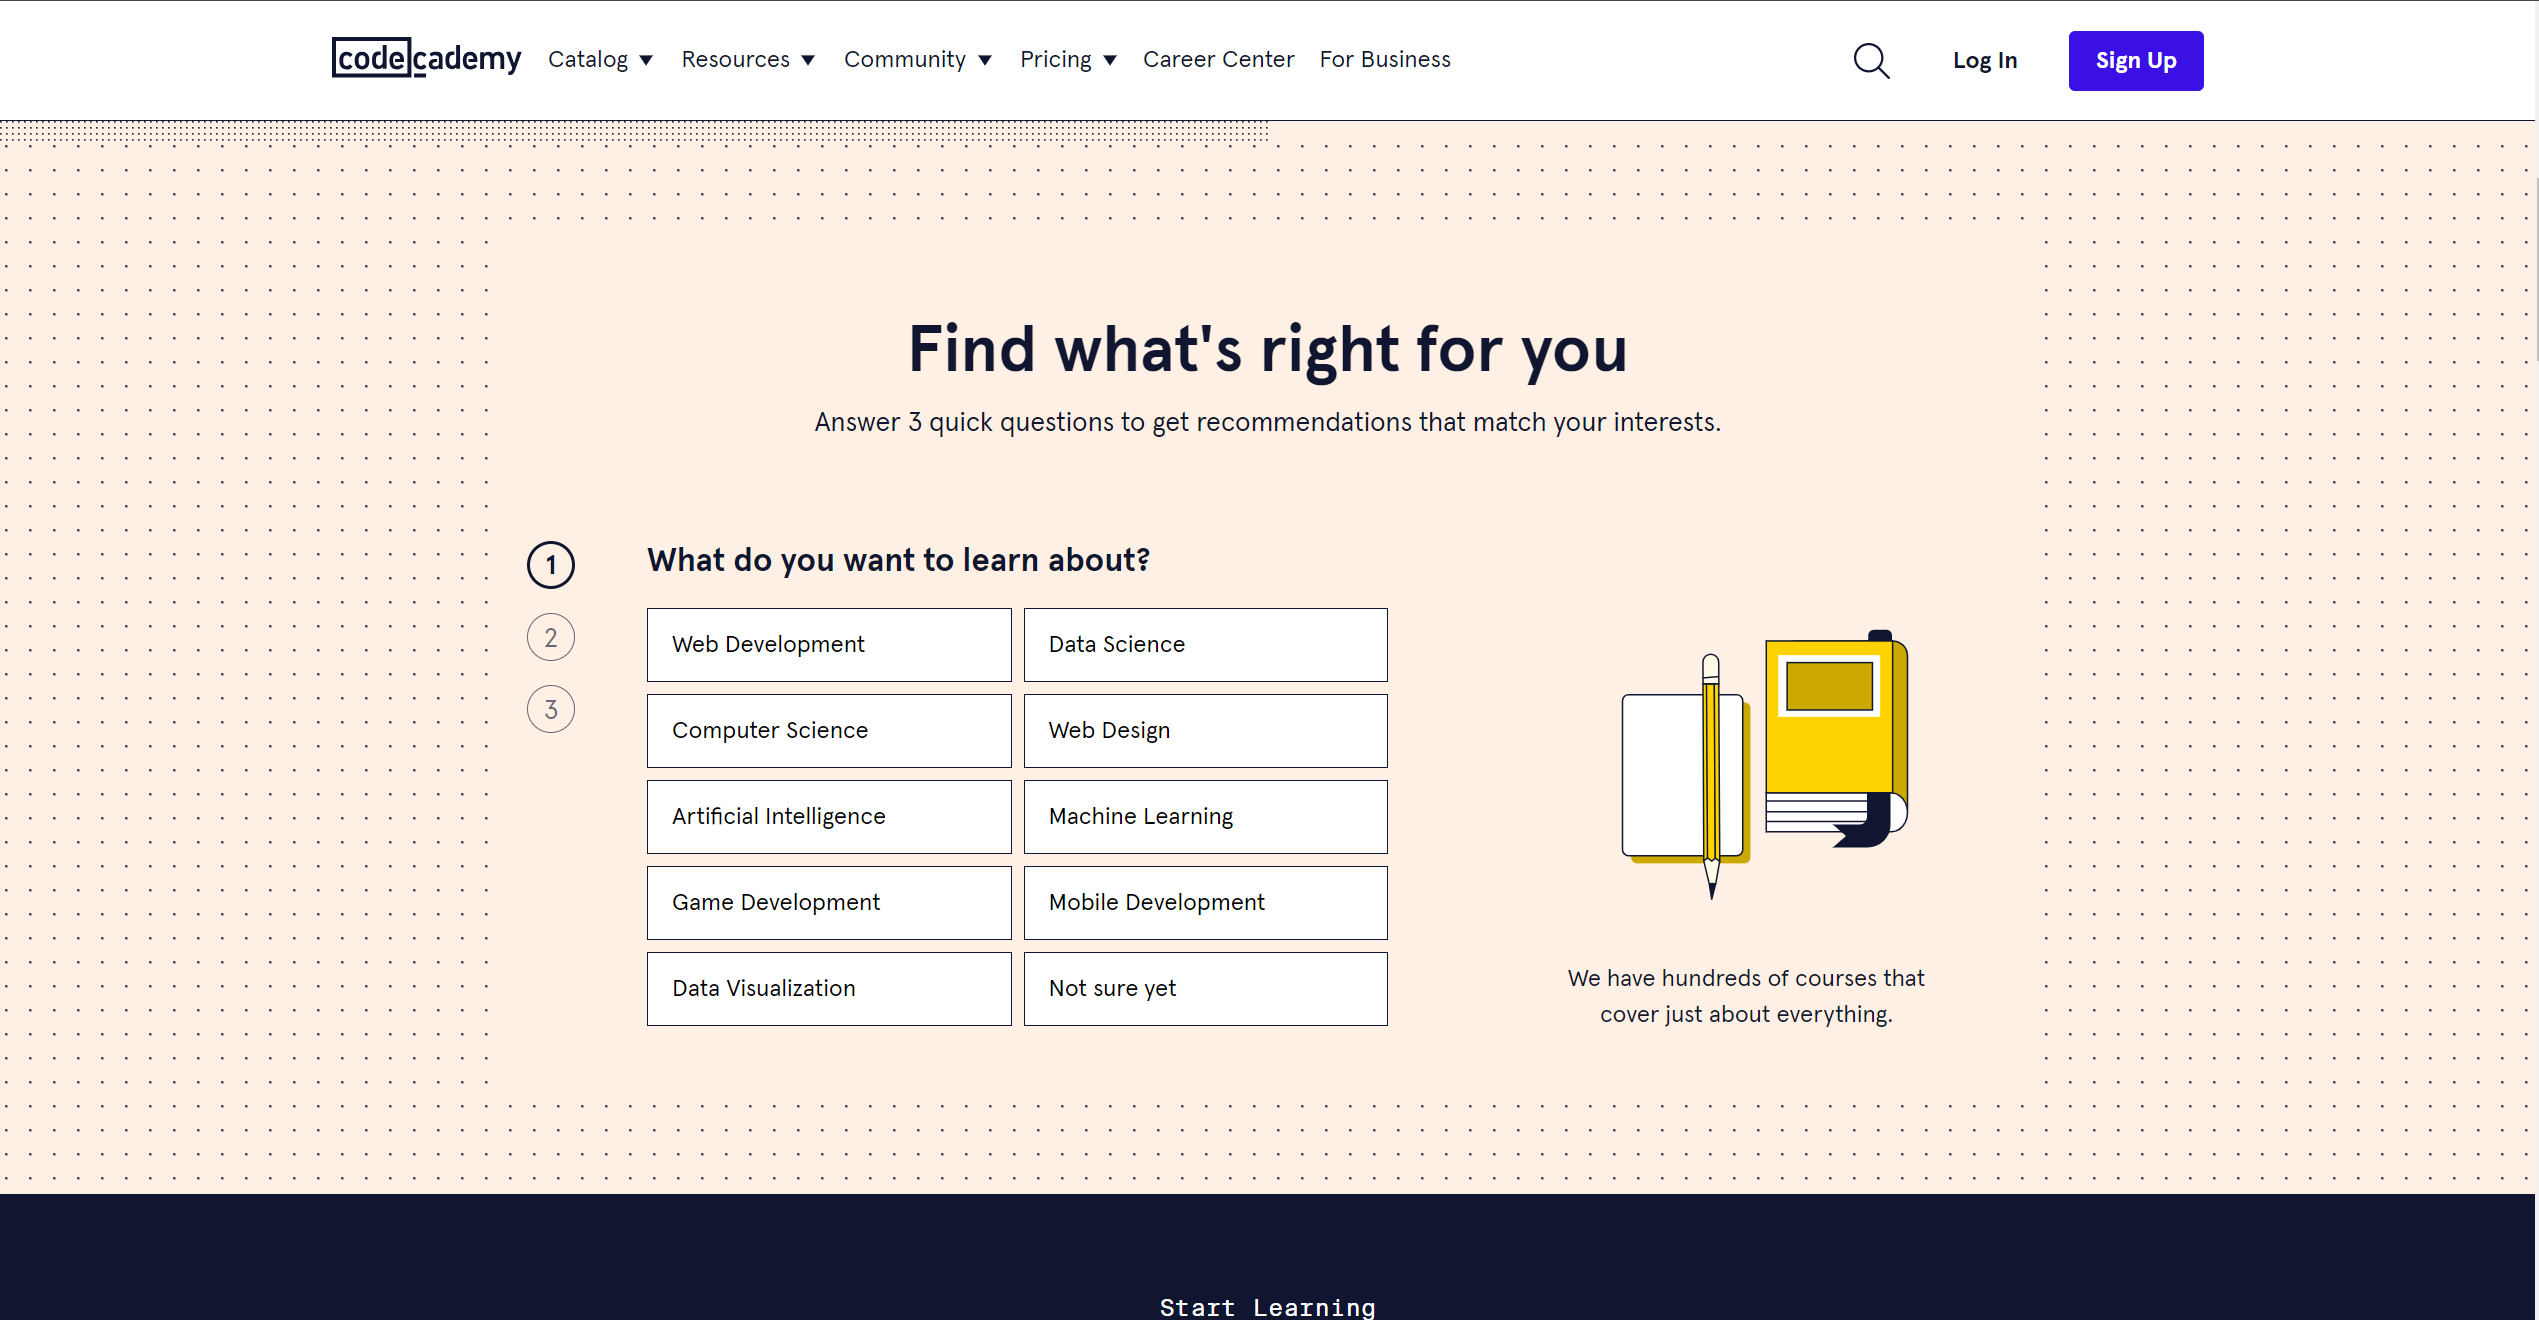 codecademy Catalog Resources Community Pricing Career Center For Business Log In Sign Up
Find what's right for you
Answer 3 quick questions to get recommendations that match your interests.
1 What do you want to learn about?
2
3
Web Development Data Science
Computer Science Web Design
Artificial Intelligence Machine Learning
Game Development Mobile Development
Data Visualization Not sure yet
We have hundreds of courses that
cover just about everything.
Start Learning